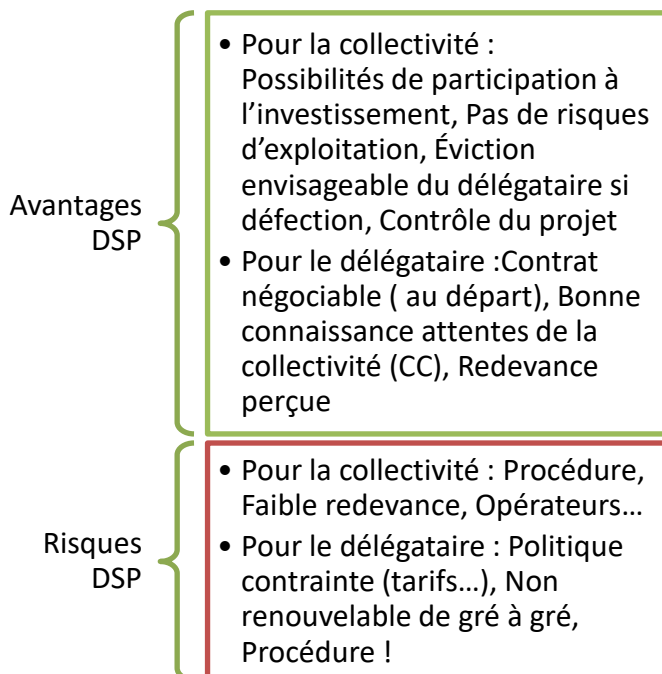 Avantages
DSP
• Pour la collectivité :
Possibilités de participation à
l’investissement, Pas de risques
d’exploitation, Éviction
envisageable du délégataire si
défection, Contrôle du projet
• Pour le délégataire :Contrat
négociable ( au départ), Bonne
connaissance attentes de la
collectivité (CC), Redevance
perçue
Risques
DSP
• Pour la collectivité : Procédure,
Faible redevance, Opérateurs…
• Pour le délégataire : Politique
contrainte (tarifs…), Non
renouvelable de gré à gré,
Procédure !